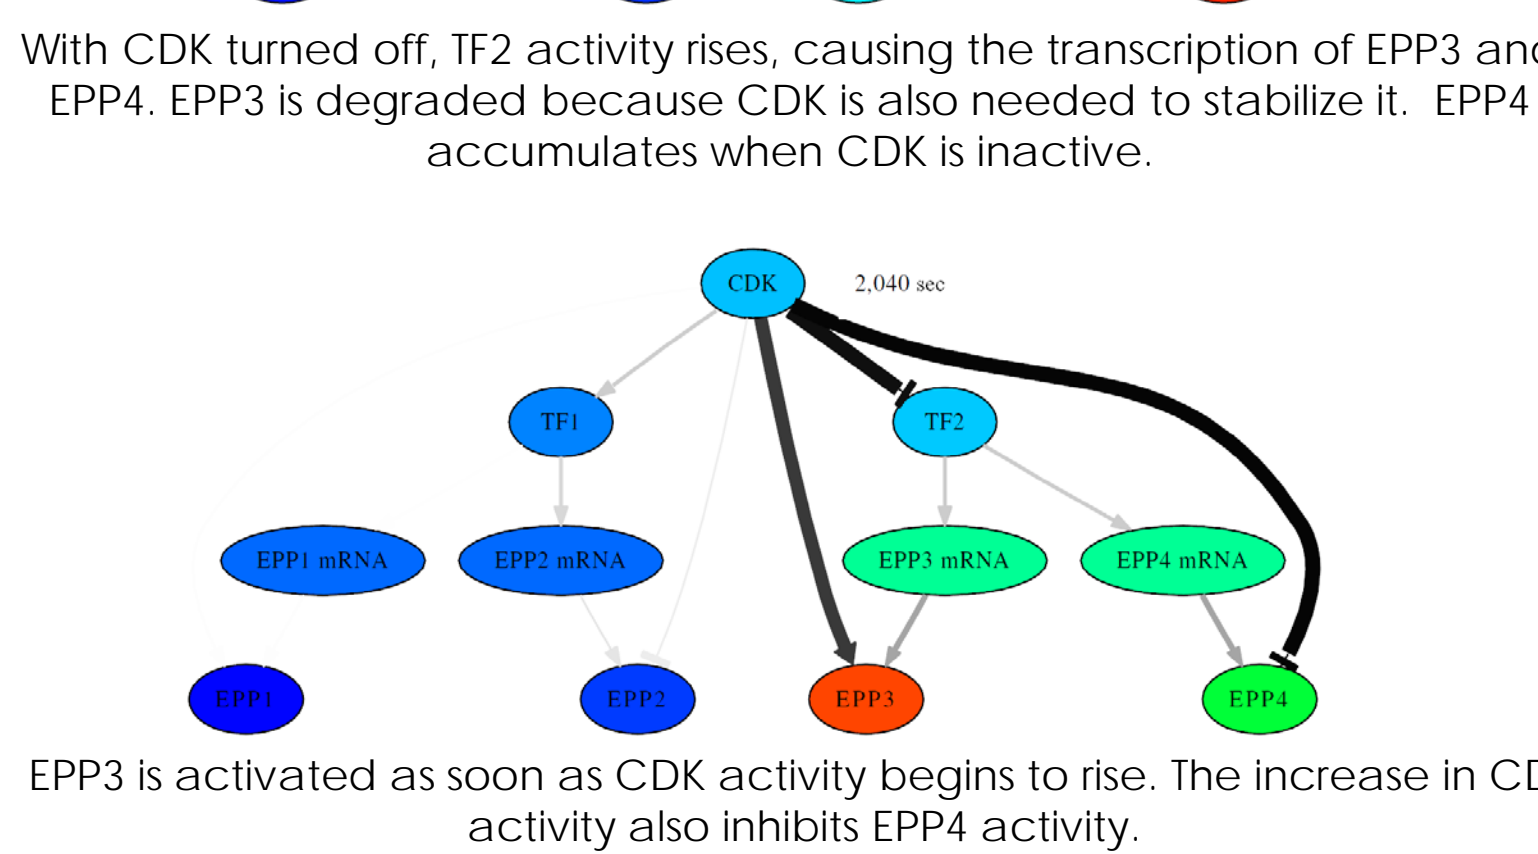 With CDK turned off, TF2 activity rises, causing the transcription of EPP3 and
EPP4. EPP3 is degraded because CDK is also needed to stabilize it. EPP4
accumulates when CDK is inactive.
CDK
2,040 sec
TF1
TF2
EPP1 mRNA
EPP2 mRNA
EPP3 mRNA
EPP4 mRNA
EPP1
EPP2
EPP3
EPP4
EPP3 is activated as soon as CDK activity begins to rise. The increase in
activity also inhibits EPP4 activity.